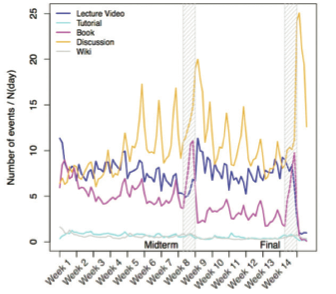 Lecture Video
Tutorial
Book
Discussion
Wiki
Number of events / N(day)
25
20
15
10
5
0
Midterm
Final
Week 1
Week 2
Week 3
Week 4
Week 5
Week 6
Week 7
Week 8
Week 9
Week 10
Week 11
Week 12
Week 13
Week 14